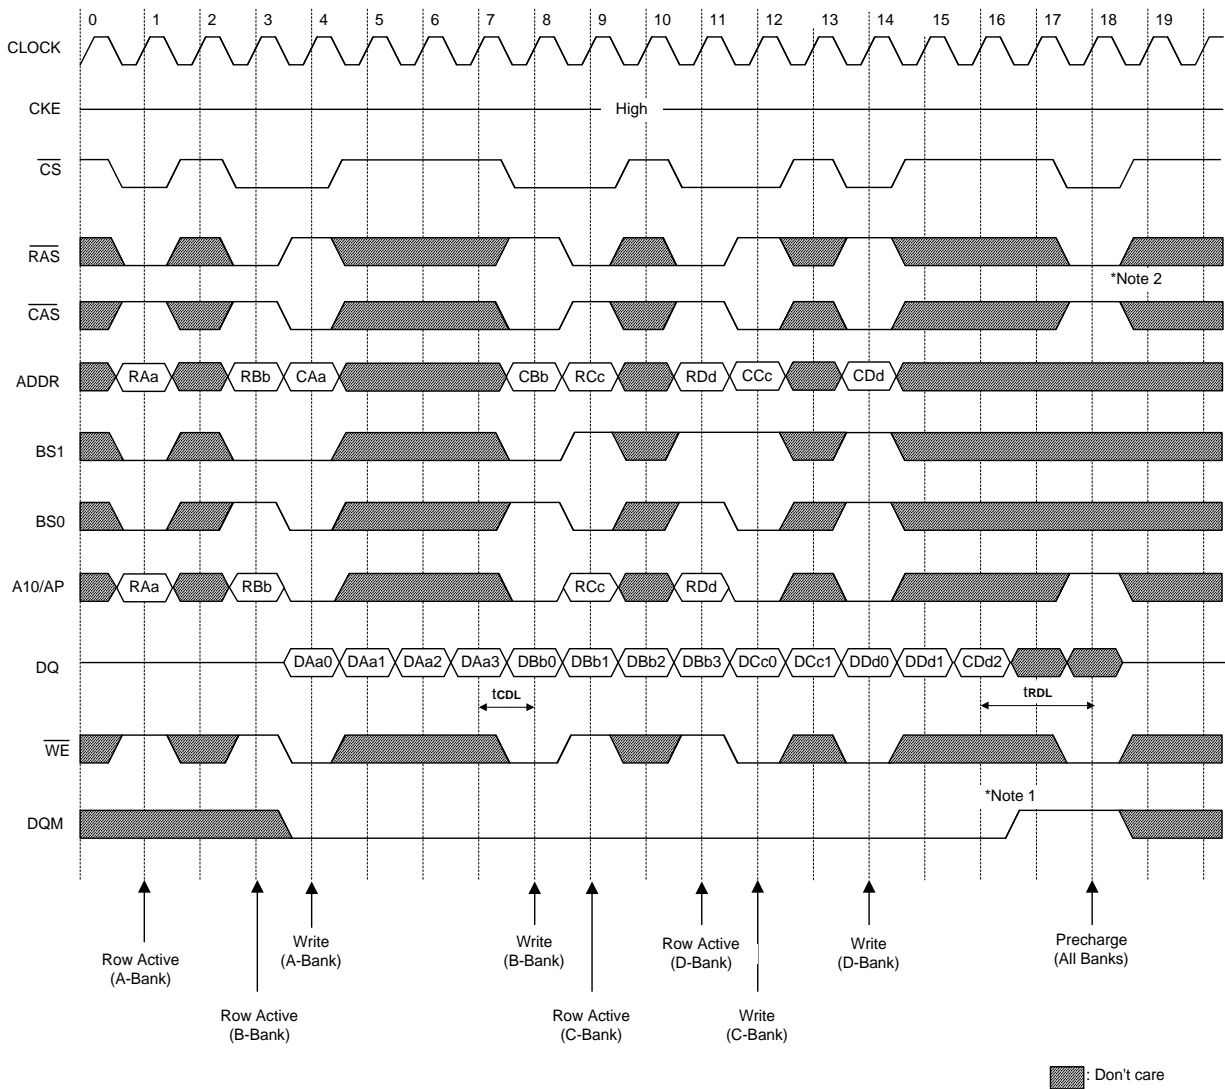 0 1 2 3 4 5 6 7 8 9 10 11 12 13 14 15 16 17 18 19
CLOCK
CKE High
CS
RAS
*Note 2
CAS
ADDR RAa RBb CAa CBb RCc RDd CCc CDd
BS1
BS0
A10/AP RAa RBb RCc RDd
DQ DAa0 DAa1 DAa2 DAa3 DBb0 DBb1 DBb2 DBb3 DCc0 DCc1 DDd0 DDd1 CDd2
tCDL tRDL
WE
*Note 1
DQM
Row Active
(A-Bank)
Row Active
(B-Bank)
Write
(A-Bank)
Write
(B-Bank)
Row Active
(C-Bank)
Row Active
(D-Bank)
Write
(C-Bank)
Write
(D-Bank)
Precharge
(All Banks)
: Don't care